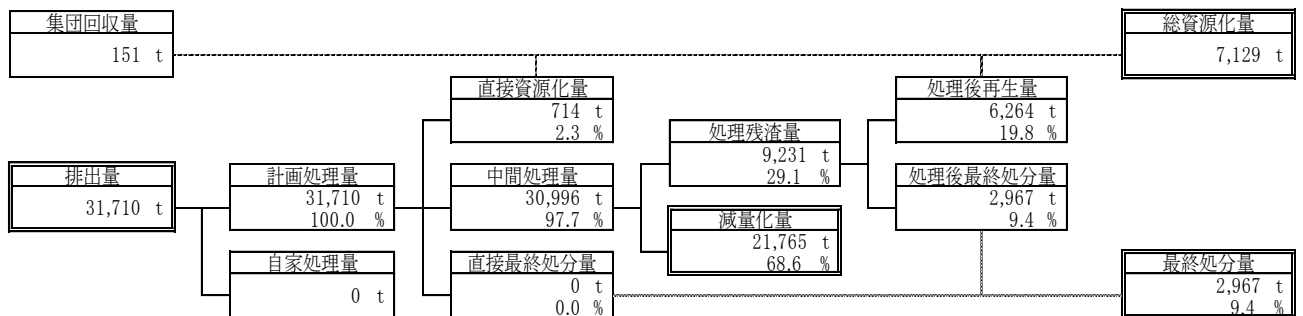 集団回収量
151 t
総資源化量
7,129 t
直接資源化量
714 t
2.3 %
処理後再生量
6,264 t
19.8 %
処理残渣量
9,231 t
29.1 %
排出量
31,710 t
計画処理量
31,710 t
100.0 %
中間処理量
30,996 t
97.7 %
処理後最終処分量
2,967 t
9.4 %
減量化量
21,765 t
68.6 %
自家処理量
0 t
直接最終処分量
0 t
0.0 %
最終処分量
2,967 t
9.4 %